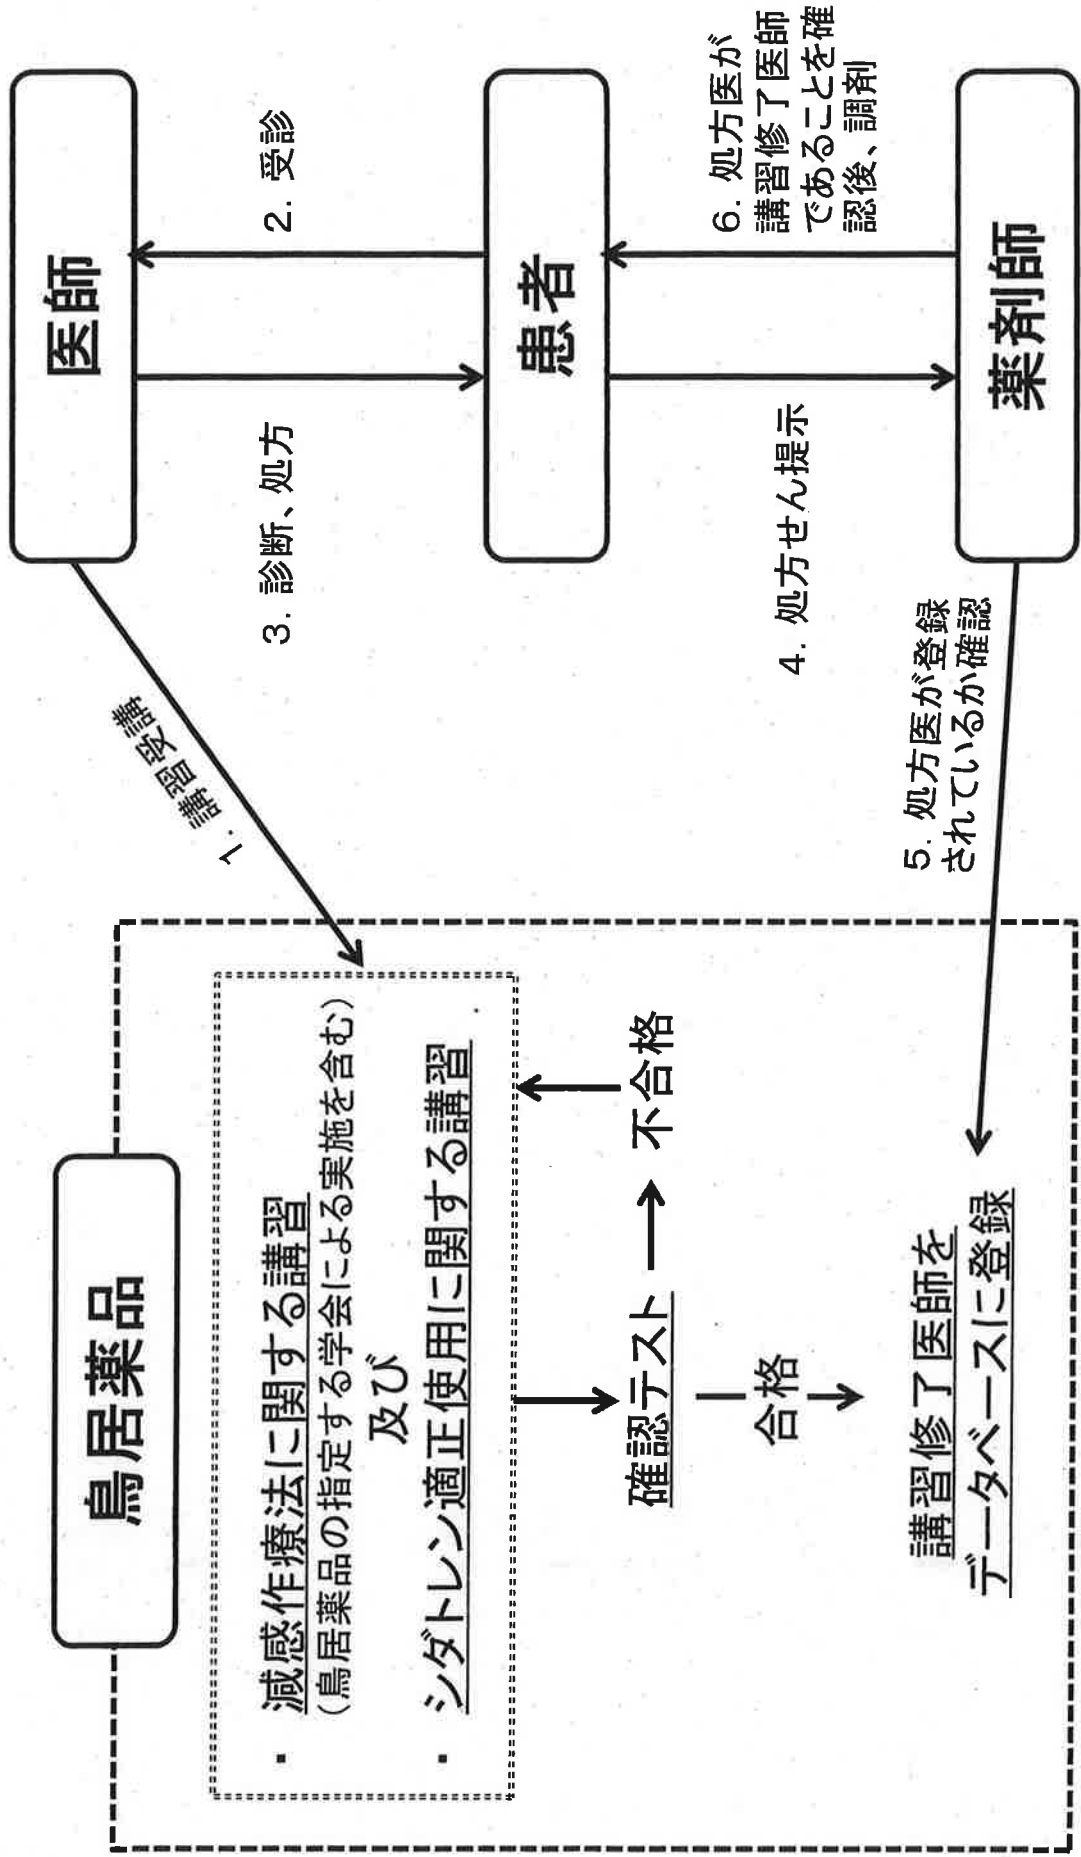 鳥居薬品
▪ 減感作療法に関する講習
（鳥居薬品の指定する学会による実施を含む）
及び
▪ シダトレン適正使用に関する講習
確認テスト
不合格
合格
講習修了医師を
データベースに登録
1. 講習受講
医師
2. 受診
3. 診断、処方
患者
4. 処方せん提示
5. 処方医が登録
されているか確認
6. 処方医が
講習修了医師
であることを確
認後、調剤
薬剤師